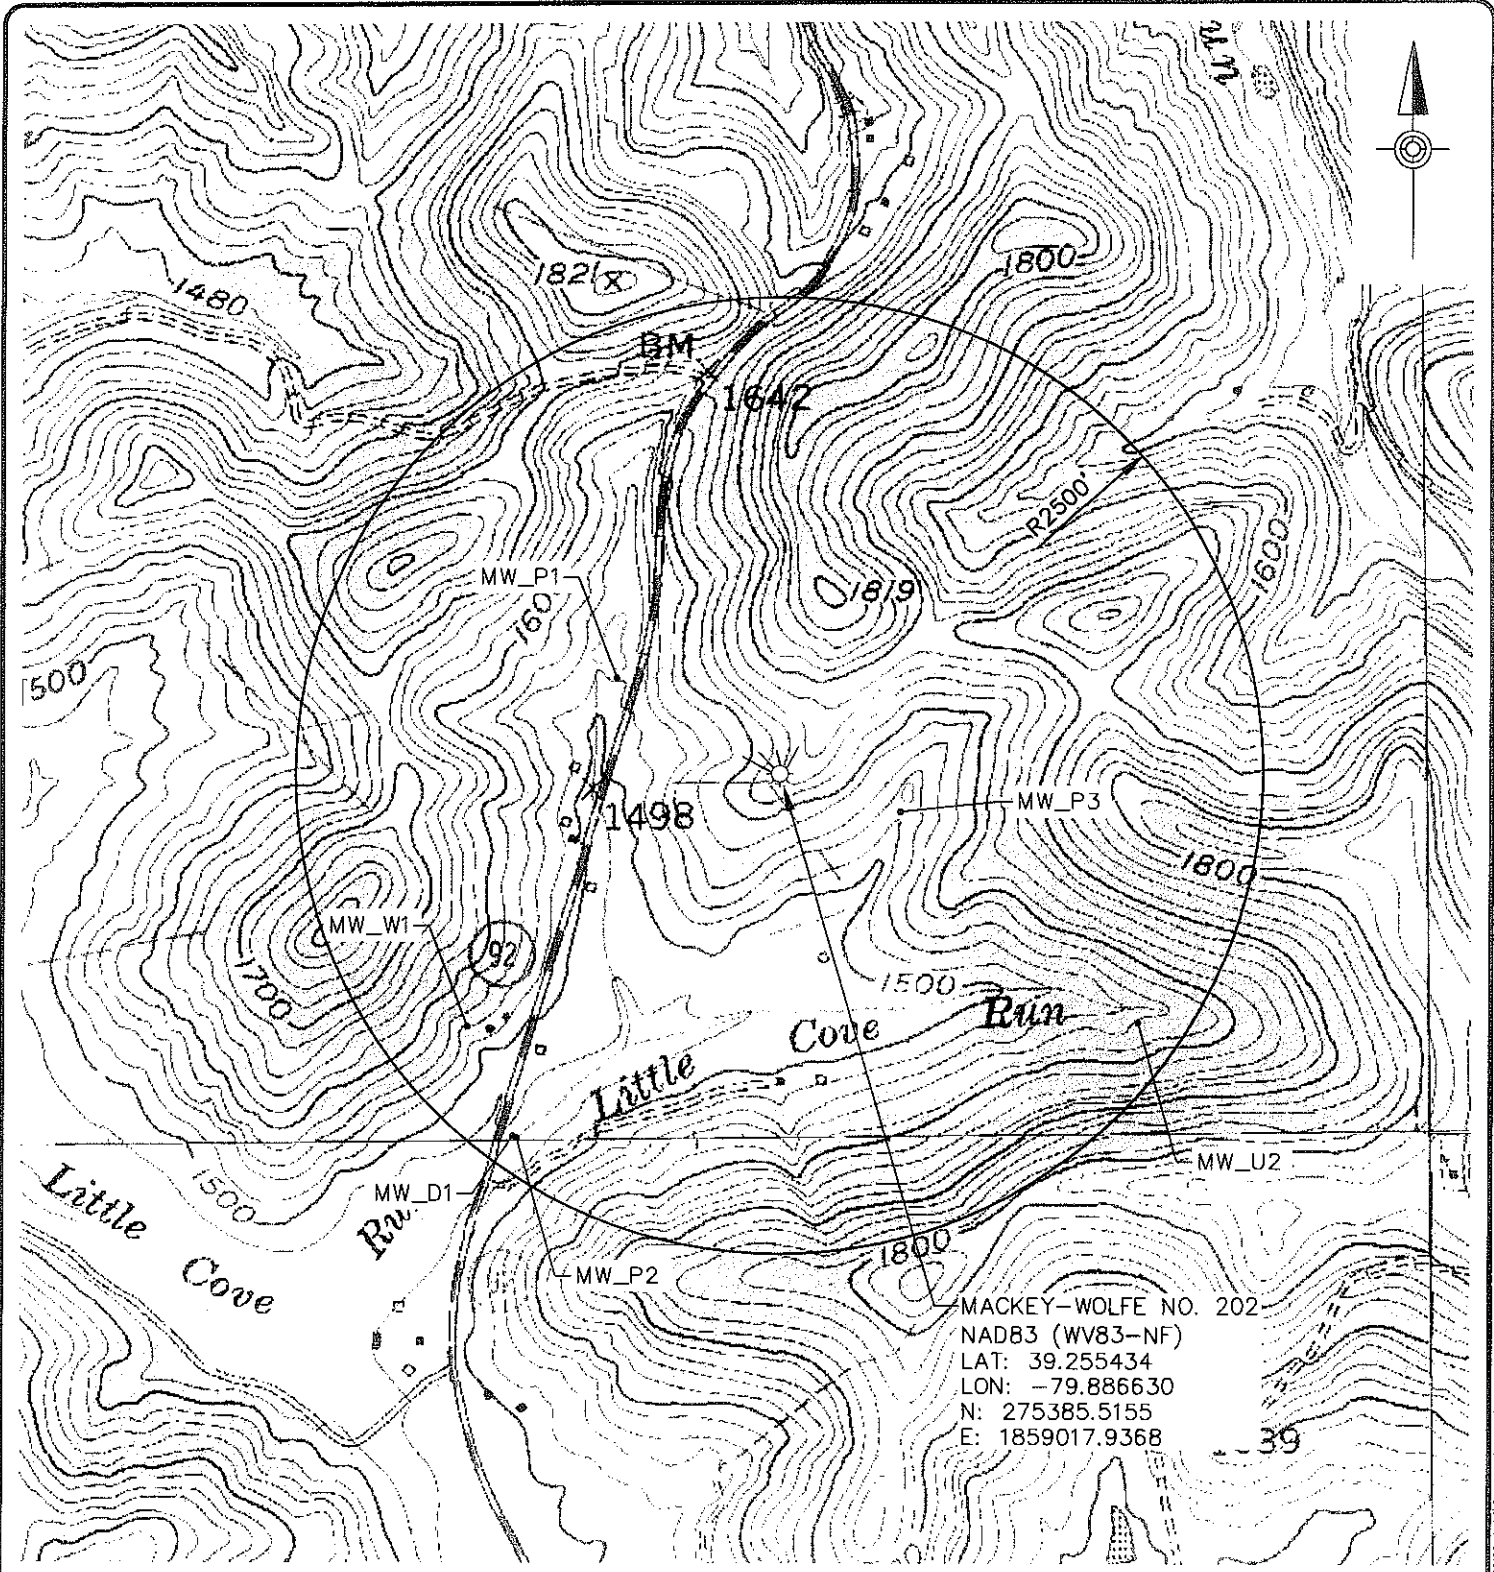 un
1821
1480
1800
BM
1642
R2500'
1600
MW_P1
160
1819
1500
1498
MW_P3
1800
MW_W1
92
1700
1500
Little Cove Run
MW_U2
1500
MW_D1
Little Cove Ru
1800
MW_P2
MACKEY-WOLFE NO. 202
NAD83 (WV83-NF)
LAT: 39.255434
LON: -79.886630
N: 275385.5155
E: 1859017.9368
39